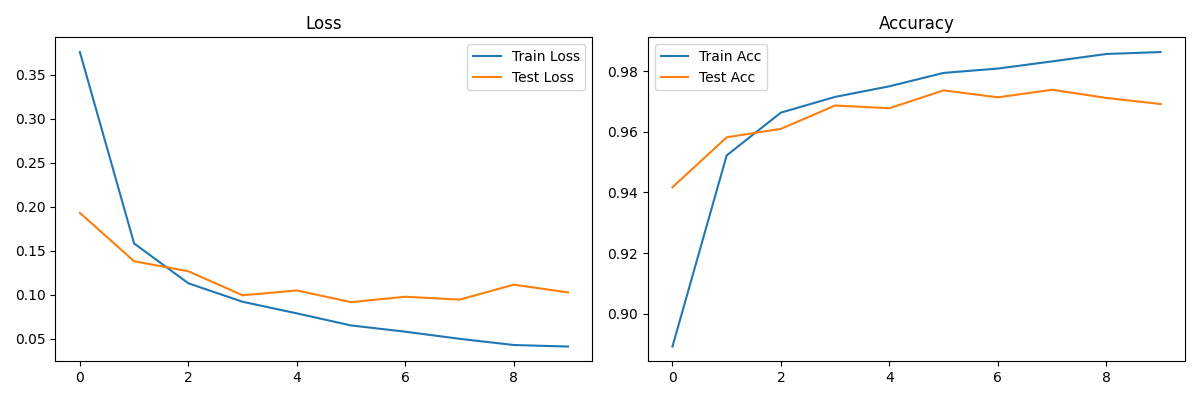 Loss
Train Loss
Test Loss
0.35
0.30
0.25
0.20
0.15
0.10
0.05
0 2 4 6 8
Accuracy
Train Acc
Test Acc
0.98
0.96
0.94
0.92
0.90
0 2 4 6 8